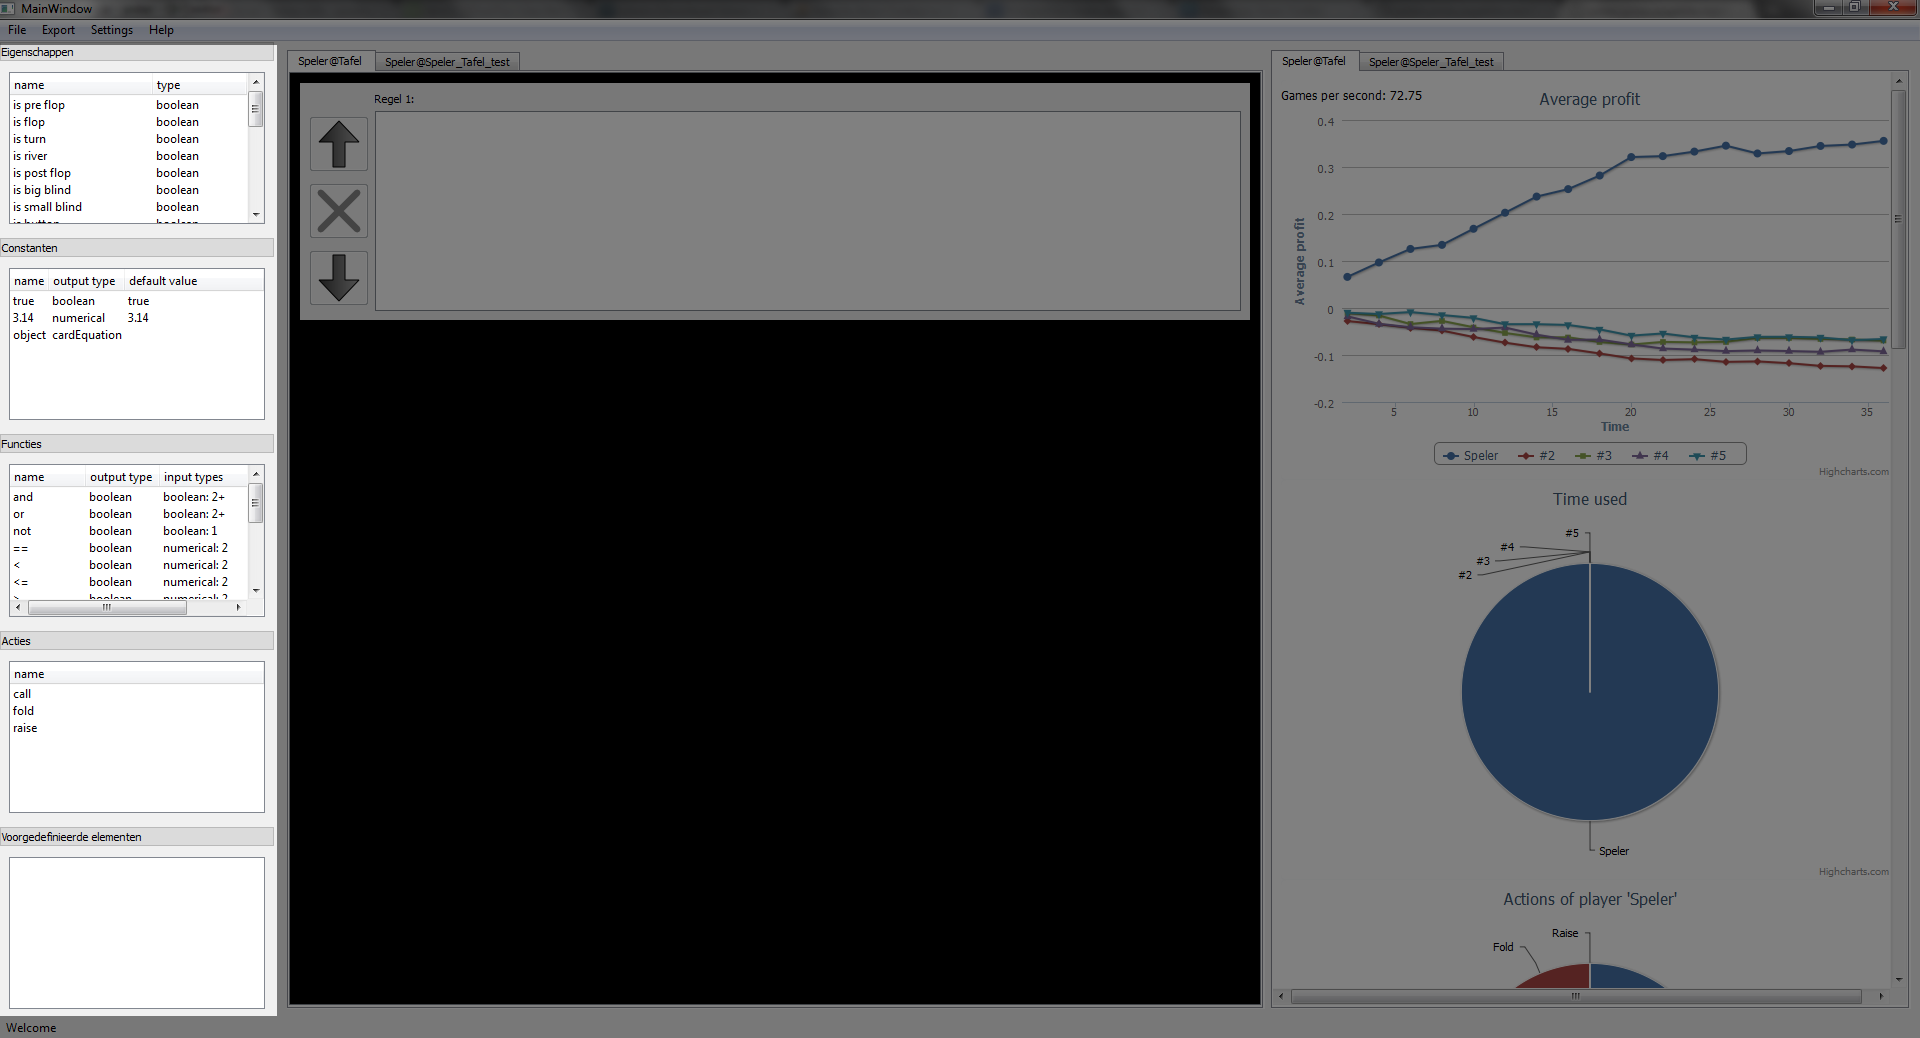 MainWindow
File Export Settings Help
Eigenschappen
name type
is pre flop boolean
is flop boolean
is turn boolean
is river boolean
is post flop boolean
is big blind boolean
is small blind boolean
is button boolean
Constanten
name output type default value
true boolean true
3.14 numerical 3.14
object cardEquation
Functies
name output type input types
and boolean boolean: 2+
or boolean boolean: 2+
not boolean boolean: 1
== boolean numerical: 2
< boolean numerical: 2
<= boolean numerical: 2
> boolean numerical: 2
Acties
name
call
fold
raise
Voorgedefinieerde elementen
Welcome
Speler@Tafel Speler@Speler_Tafel_test
Regel 1:
Speler@Tafel Speler@Speler_Tafel_test
Games per second: 72.75
Average profit
Average profit
0.4
0.3
0.2
0.1
0
-0.1
-0.2
5 10 15 20 25 30 35
Time
Speler #2 #3 #4 #5
Highcharts.com
Time used
#5
#4
#3
#2
Speler
Highcharts.com
Actions of player 'Speler'
Raise
Fold